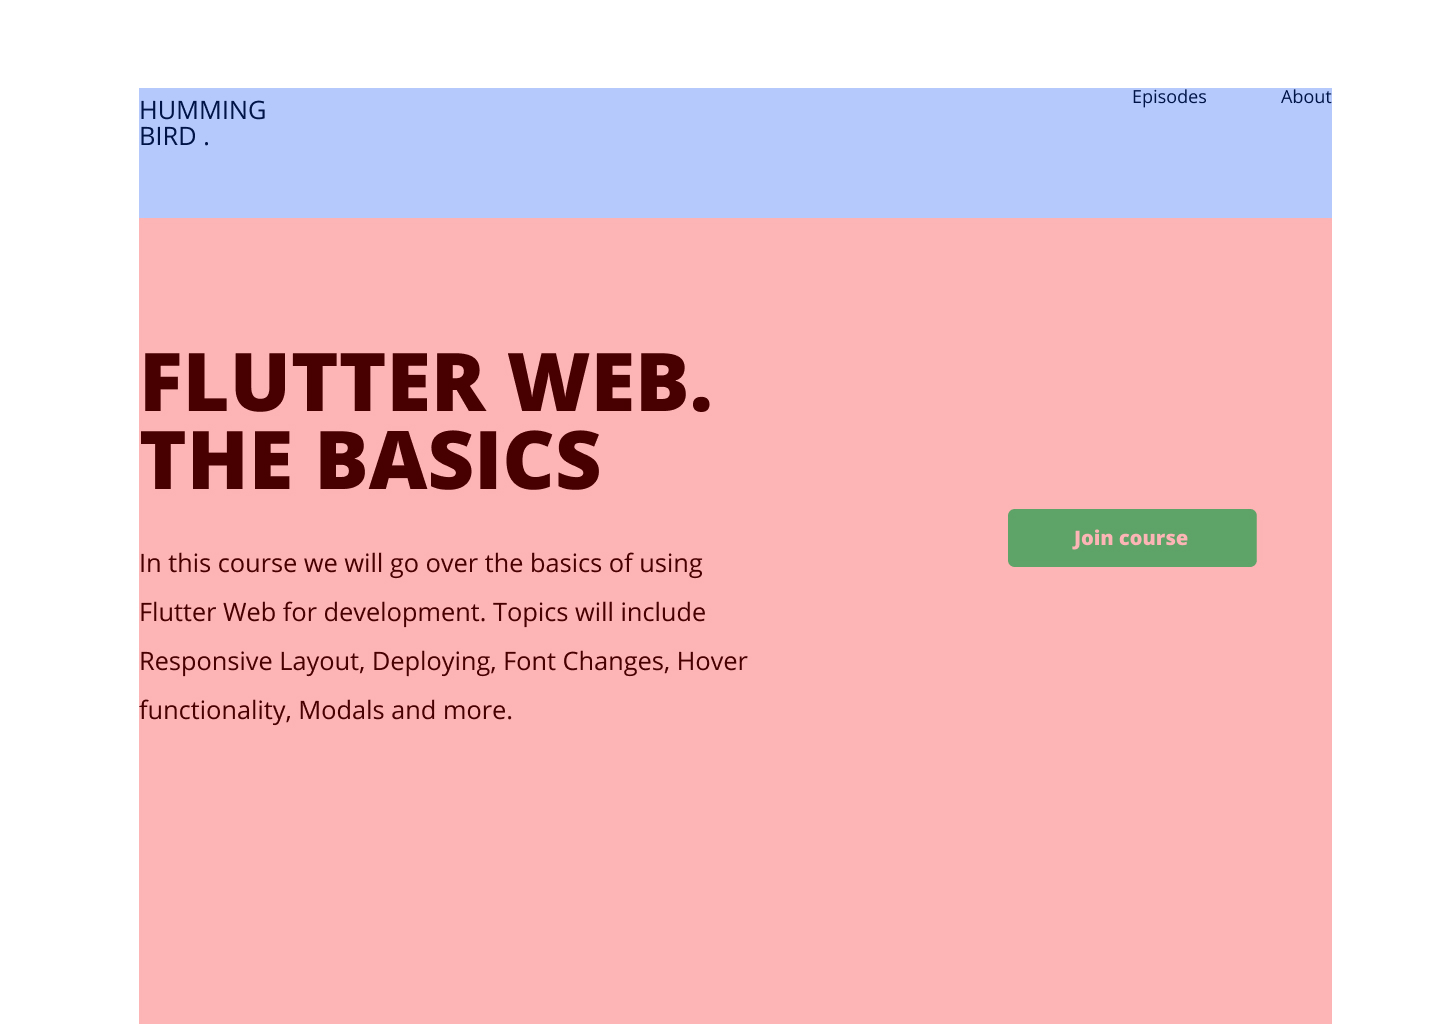 HUMMING
BIRD .
Episodes
About
FLUTTER WEB.
THE BASICS
In this course we will go over the basics of using
Flutter Web for development. Topics will include
Responsive Layout, Deploying, Font Changes, Hover
functionality, Modals and more.
Join course